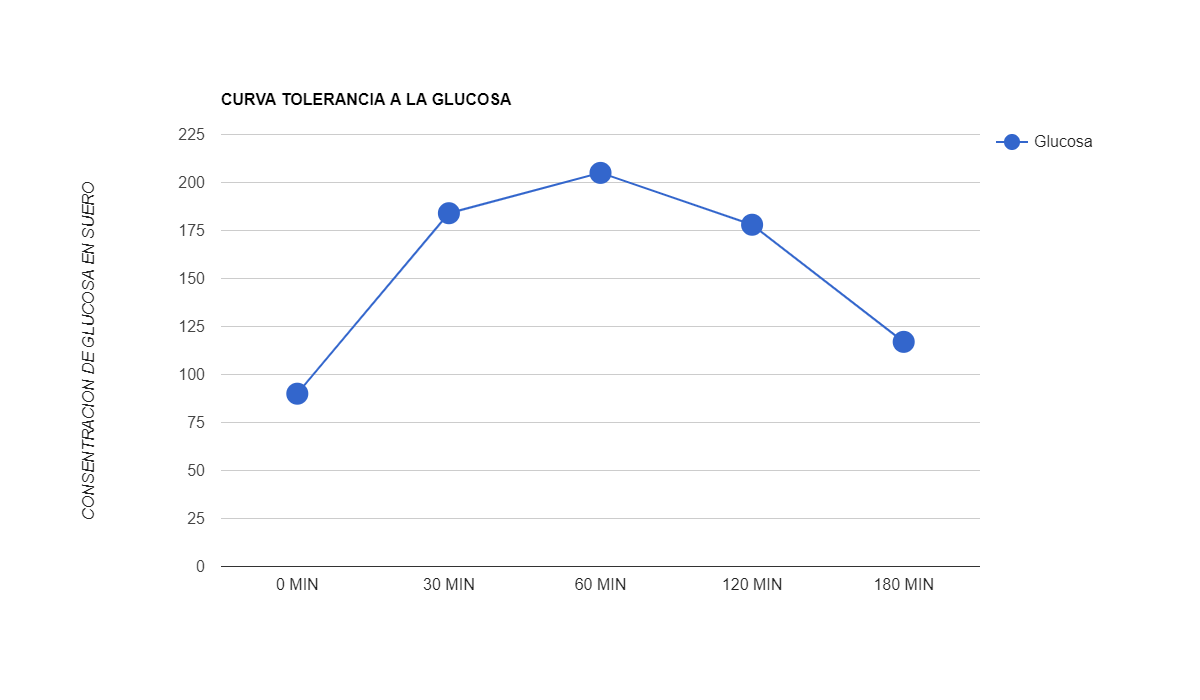 CURVA TOLERANCIA A LA GLUCOSA
Glucosa
CONSENTRACION DE GLUCOSA EN SUERO
225
200
175
150
125
100
75
50
25
0
0 MIN
30 MIN
60 MIN
120 MIN
180 MIN